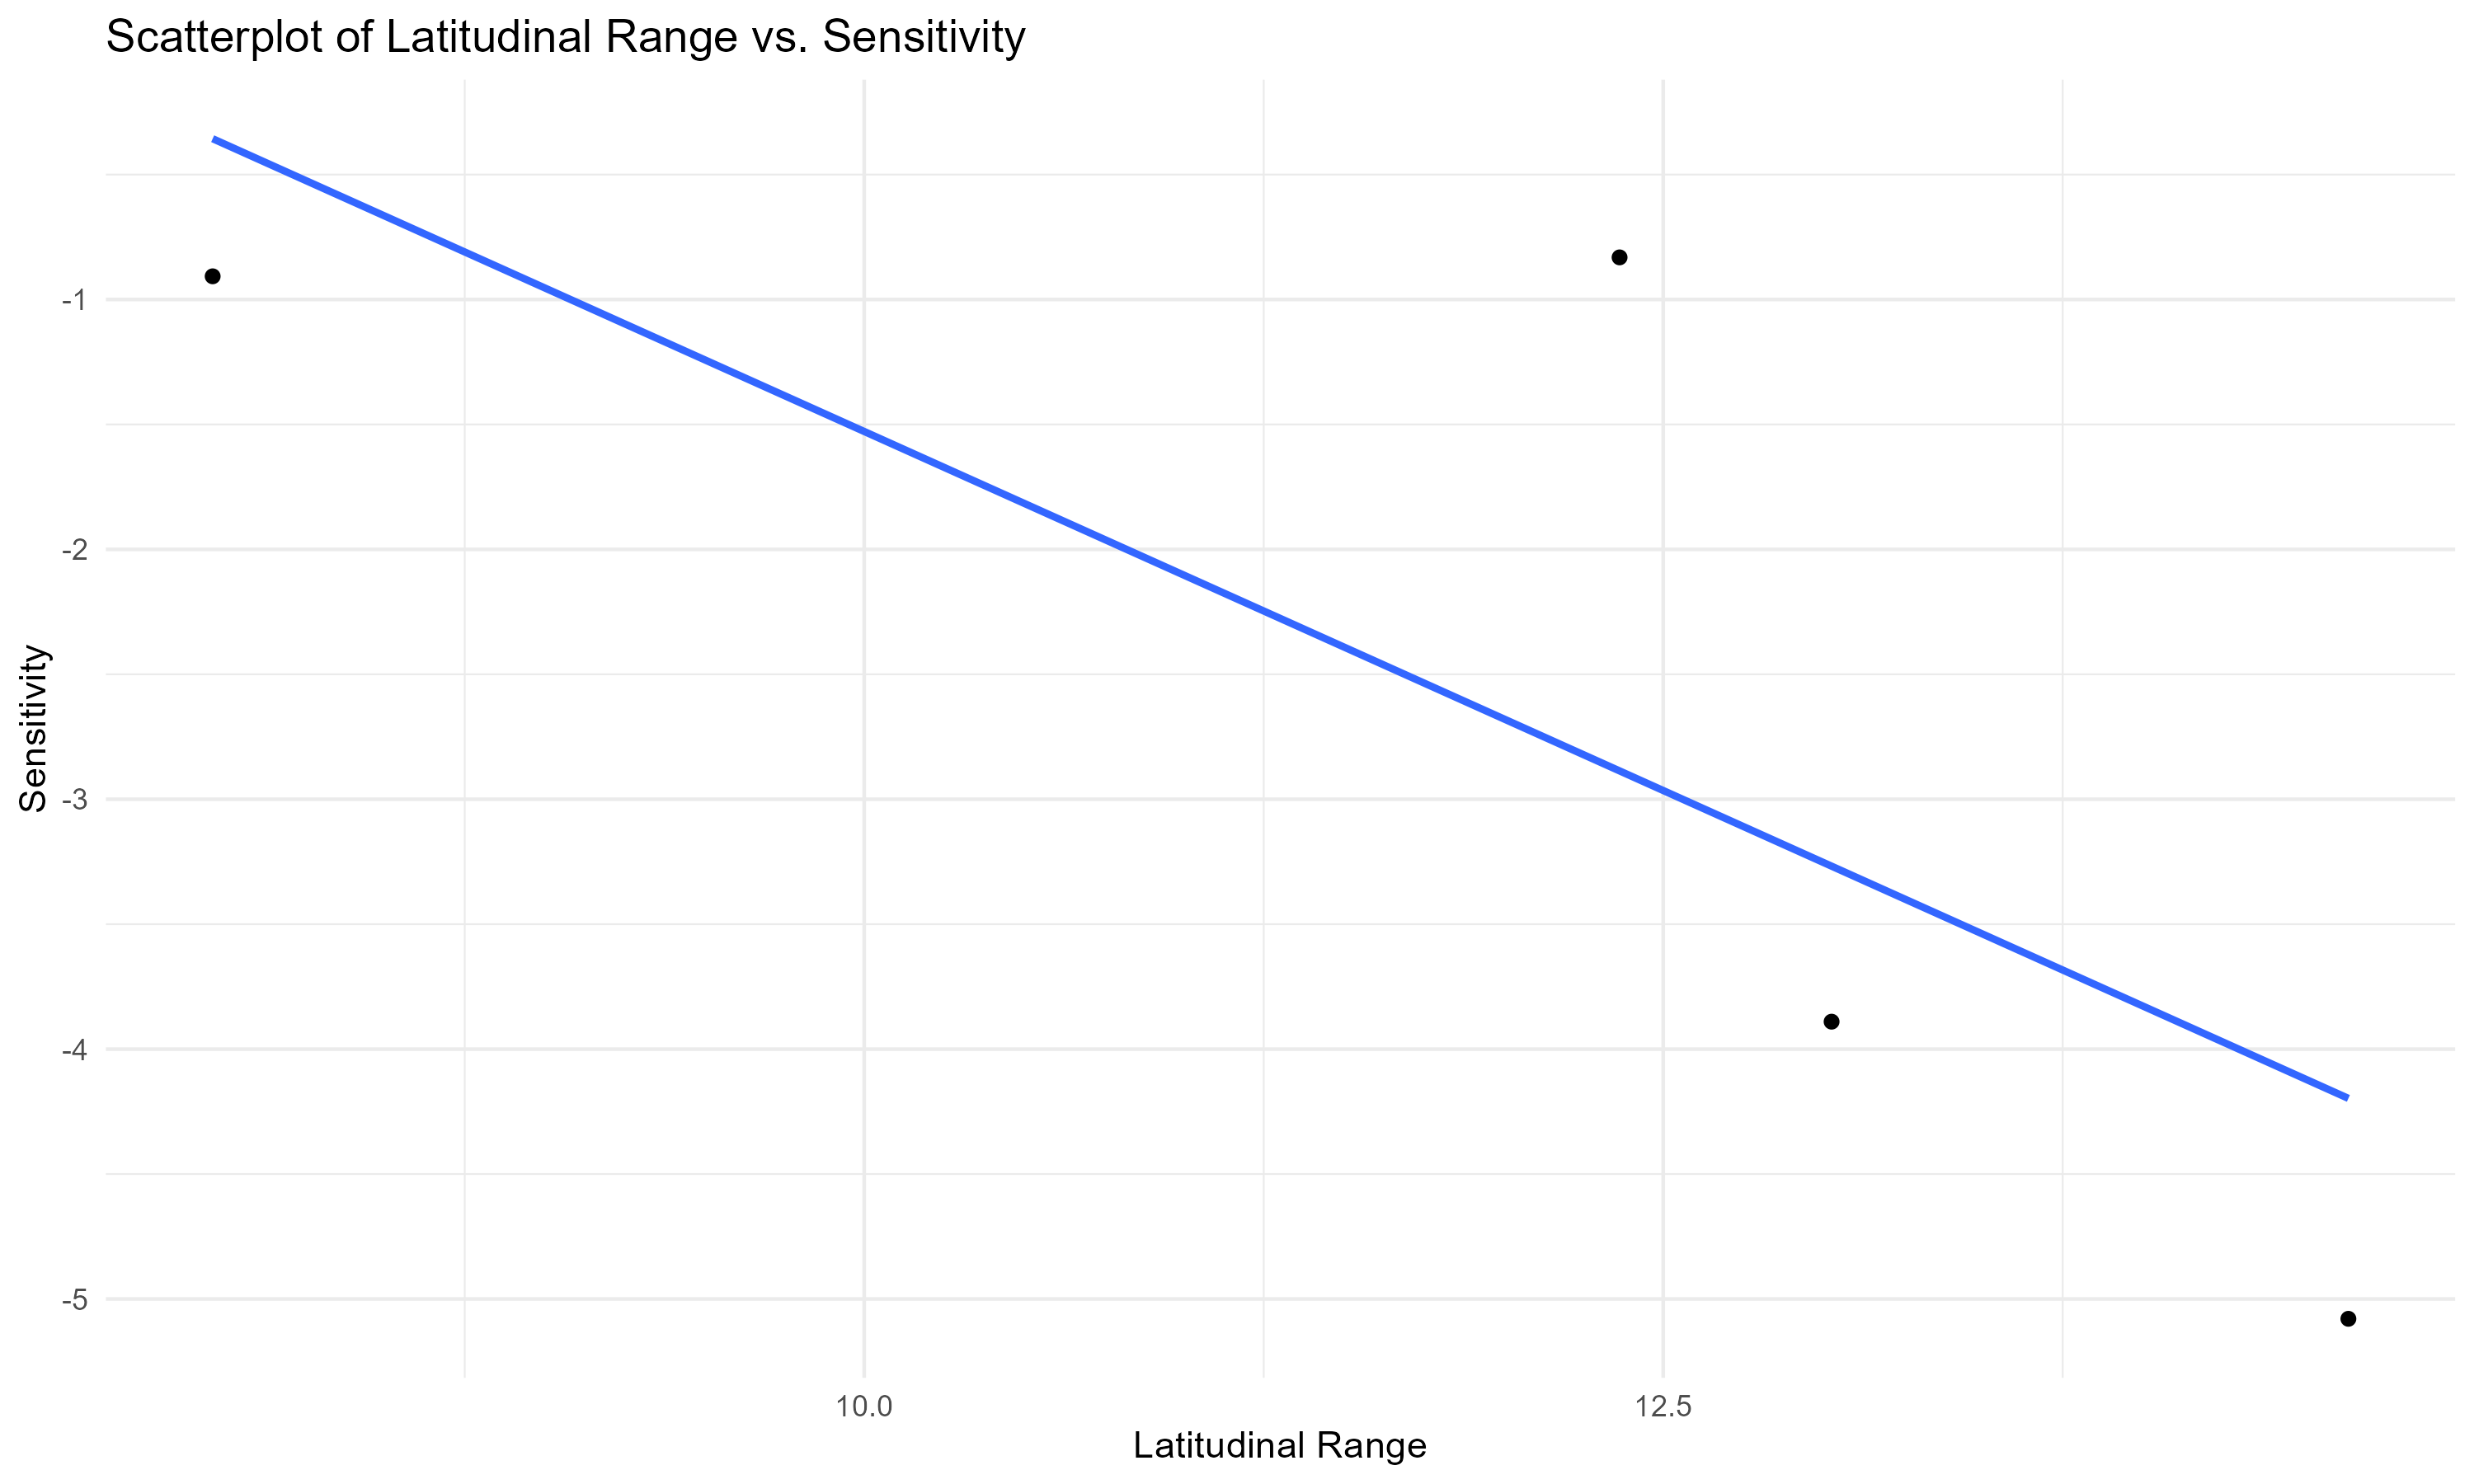 Scatterplot of Latitudinal Range vs. Sensitivity
Sensitivity
-1
-2
-3
-4
-5
10.0
12.5
Latitudinal Range